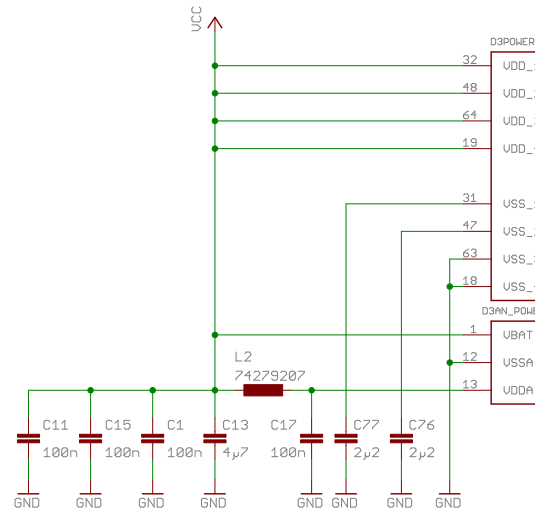 VCC
D3POWER
32 VDD_
48 VDD_
64 VDD_
19 VDD_
31 VSS_
47 VSS_
63 VSS_
18 VSS_
D3AN_POW
1 VBAT
12 VSSA
13 VDDA
L2
74279207
C11 C15 C1 C13 C17 C77 C76
100n 100n 100n 4µ7 100n 2µ2 2µ2
GND GND GND GND GND GND GND GND